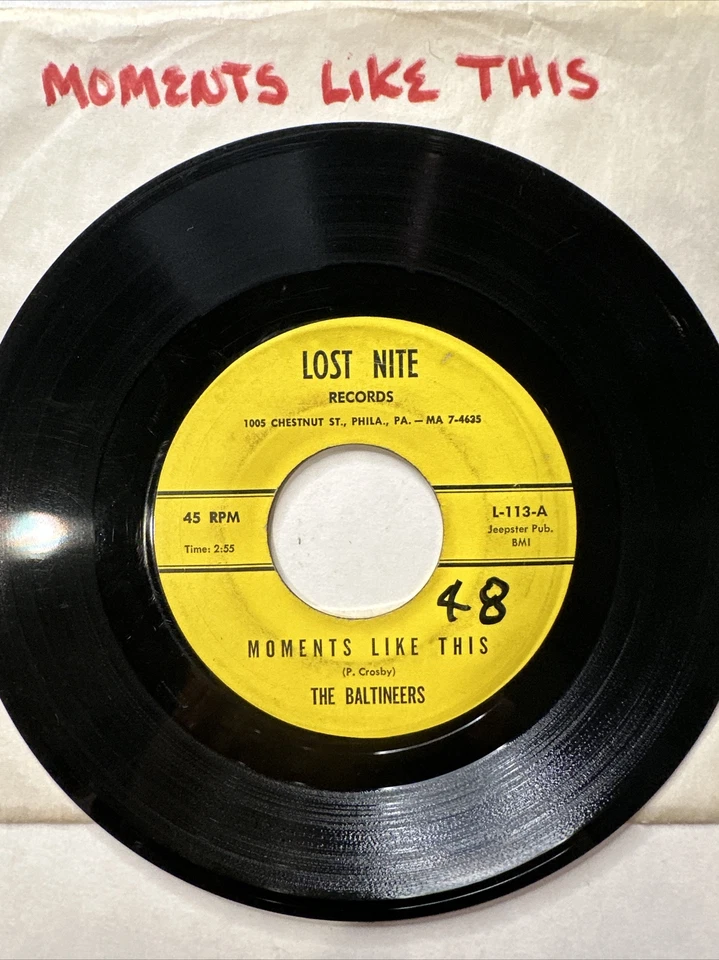 MOMENTS LIKE THIS
LOST NITE
RECORDS
1005 CHESTNUT ST., PHILA., PA. — MA 7-4635
45 RPM
Time: 2:55
L-113-A
Jeepster Pub.
BMI
48
MOMENTS LIKE THIS
(P. Crosby)
THE BALTINEERS